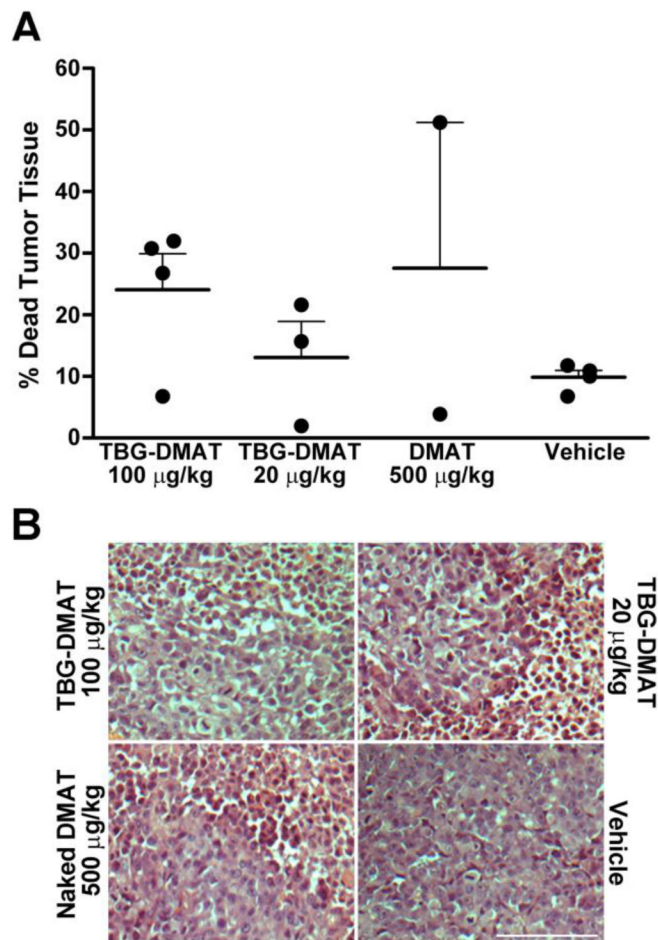 A
% Dead Tumor Tissue
60
50
40
30
20
10
0
TBG-DMAT
100 μg/kg
TBG-DMAT
20 μg/kg
DMAT
500 μg/kg
Vehicle
B
TBG-DMAT
100 μg/kg
TBG-DMAT
20 μg/kg
Naked DMAT
500 μg/kg
Vehicle